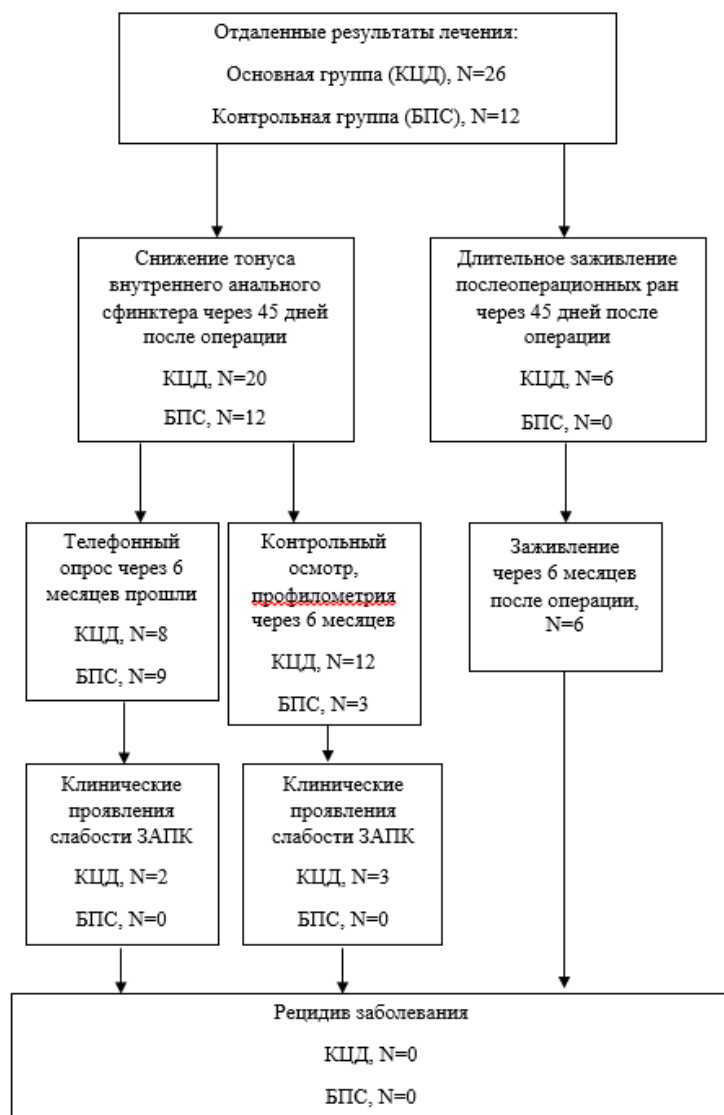 Отдаленные результаты лечения:
Основная группа (КЦД), N=26
Контрольная группа (БПС), N=12
Снижение тонуса
внутреннего анального
сфинктера через 45 дней
после операции
КЦД, N=20
БПС, N=12
Длительное заживление
послеоперационных ран
через 45 дней после
операции
КЦД, N=6
БПС, N=0
Телефонный
опрос через 6
месяцев прошли
КЦД, N=8
БПС, N=9
Контрольный
осмотр,
профилометрия
через 6 месяцев
КЦД, N=12
БПС, N=3
Заживление
через 6 месяцев
после операции,
N=6
Клинические
проявления
слабости ЗАПК
КЦД, N=2
БПС, N=0
Клинические
проявления
слабости ЗАПК
КЦД, N=3
БПС, N=0
Рецидив заболевания
КЦД, N=0
БПС, N=0